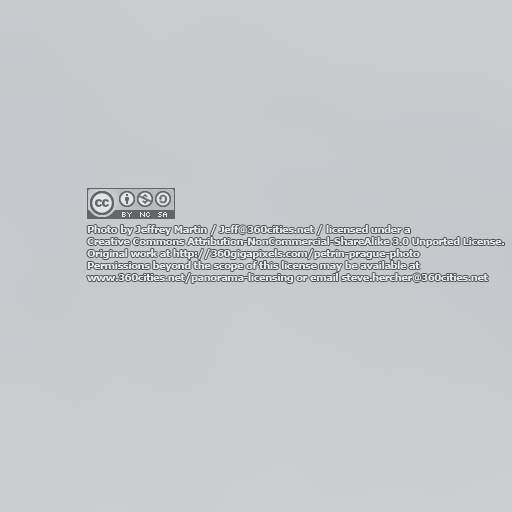 cc
BY NC SA
Photo by Jeffrey Martin / Jeff@360cities.net / licensed under a
Creative Commons Attribution-NonCommercial-ShareAlike 3.0 Unported License.
Original work at http://360gigapixels.com/petrin-prague-photo
Permissions beyond the scope of this license may be available at
www.360cities.net/panorama-licensing or email steve.hercher@360cities.net